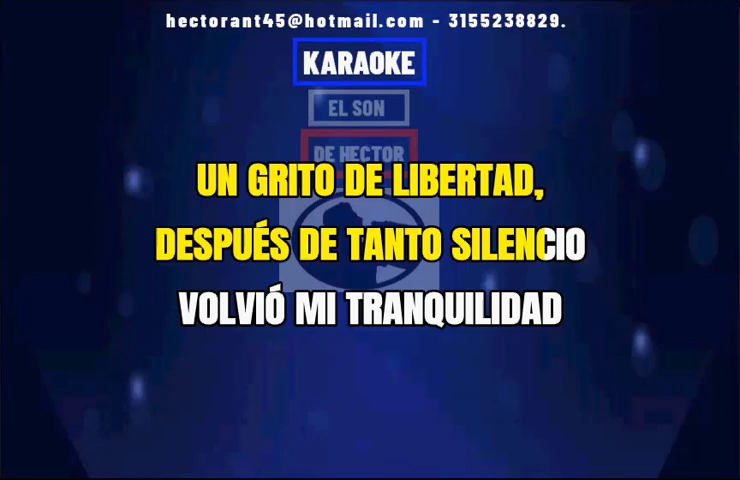 hectorant45@hotmail.com - 3155238829.
KARAOKE
EL SON
DE HECTOR
UN GRITO DE LIBERTAD,
DESPUÉS DE TANTO SILENCIO
VOLVIÓ MI TRANQUILIDAD